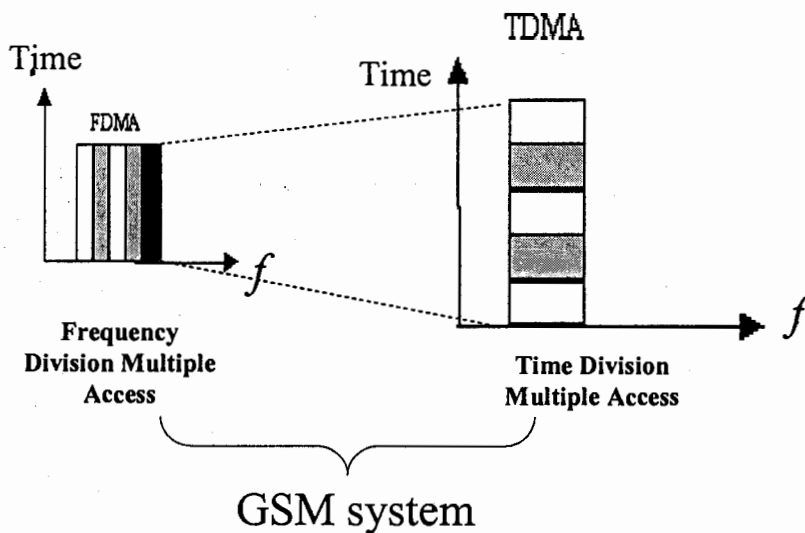 TDMA
Time
Time
FDMA
f
f
Frequency
Division Multiple
Access
Time Division
Multiple Access
GSM system